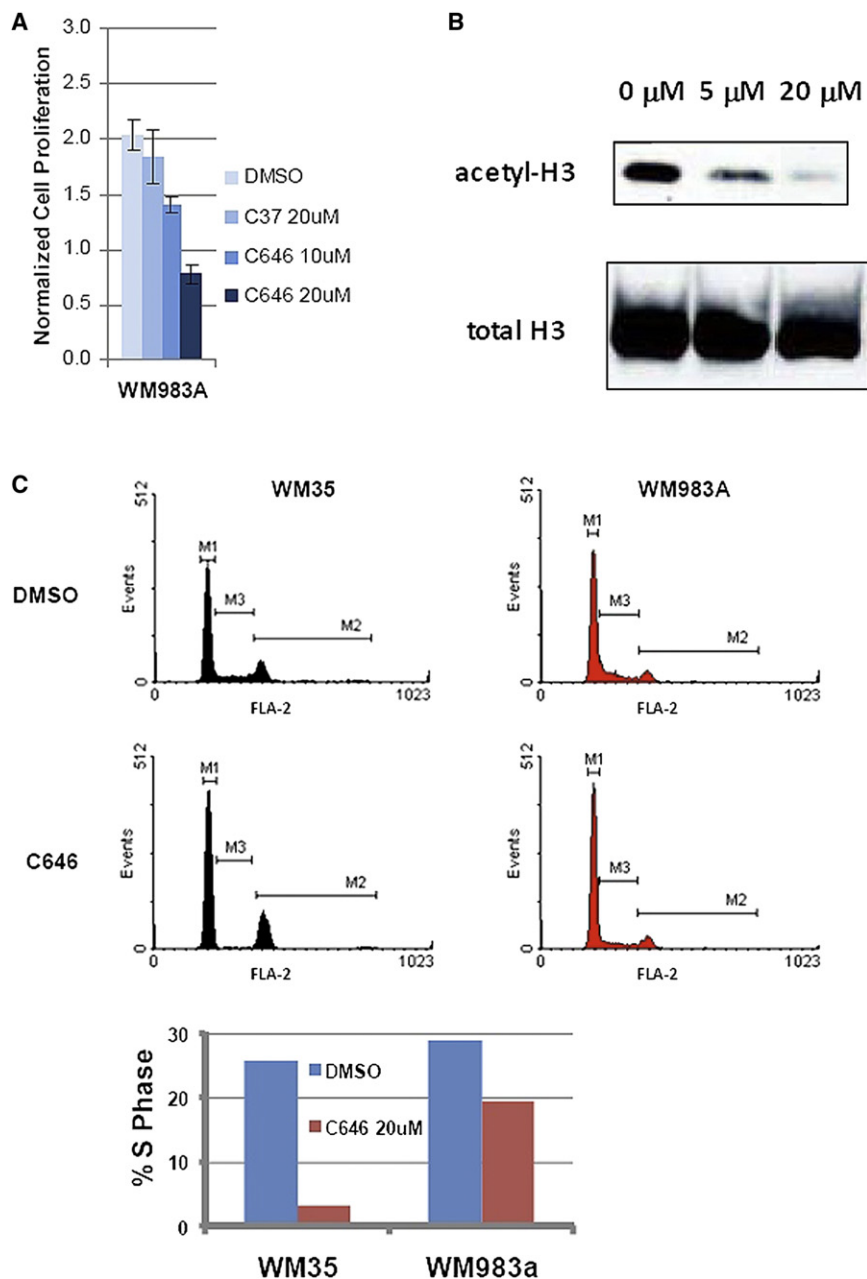 A
3.0
2.5
2.0
1.5
1.0
0.5
0.0
Normalized Cell Proliferation
WM983A
DMSO
C37 20uM
C646 10uM
C646 20uM
B
0 μM 5 μM 20 μM
acetyl-H3
total H3
C
WM35
WM983A
DMSO
512
Events
0
M1
M3
M2
0
1023
FLA-2
512
Events
0
M1
M3
M2
0
1023
FLA-2
C646
512
Events
0
M1
M3
M2
0
1023
FLA-2
512
Events
0
M1
M3
M2
0
1023
FLA-2
% S Phase
30
20
10
0
DMSO
C646 20uM
WM35
WM983a